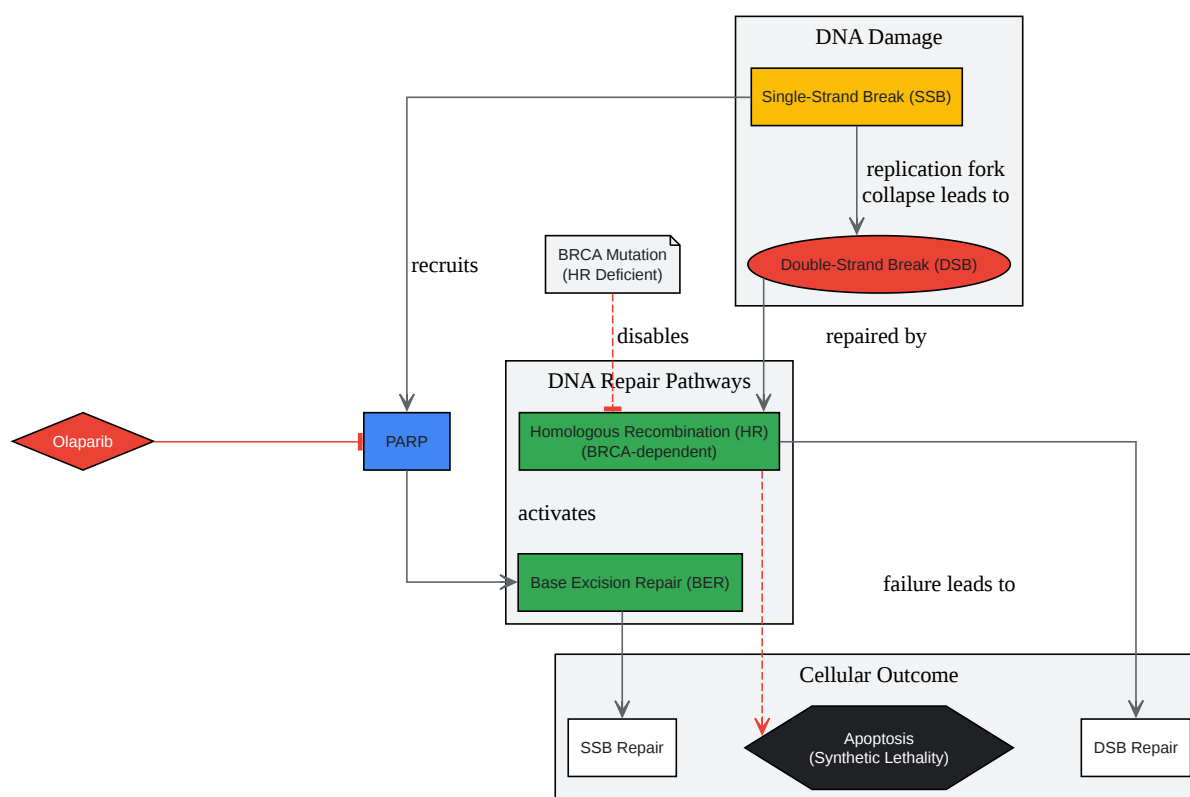 DNA Damage
Single-Strand Break (SSB)
replication fork
collapse leads to
BRCA Mutation
(HR Deficient)
Double-Strand Break (DSB)
recruits
disables
repaired by
DNA Repair Pathways
Olaparib
PARP
Homologous Recombination (HR)
(BRCA-dependent)
activates
Base Excision Repair (BER)
failure leads to
Cellular Outcome
SSB Repair
Apoptosis
(Synthetic Lethality)
DSB Repair